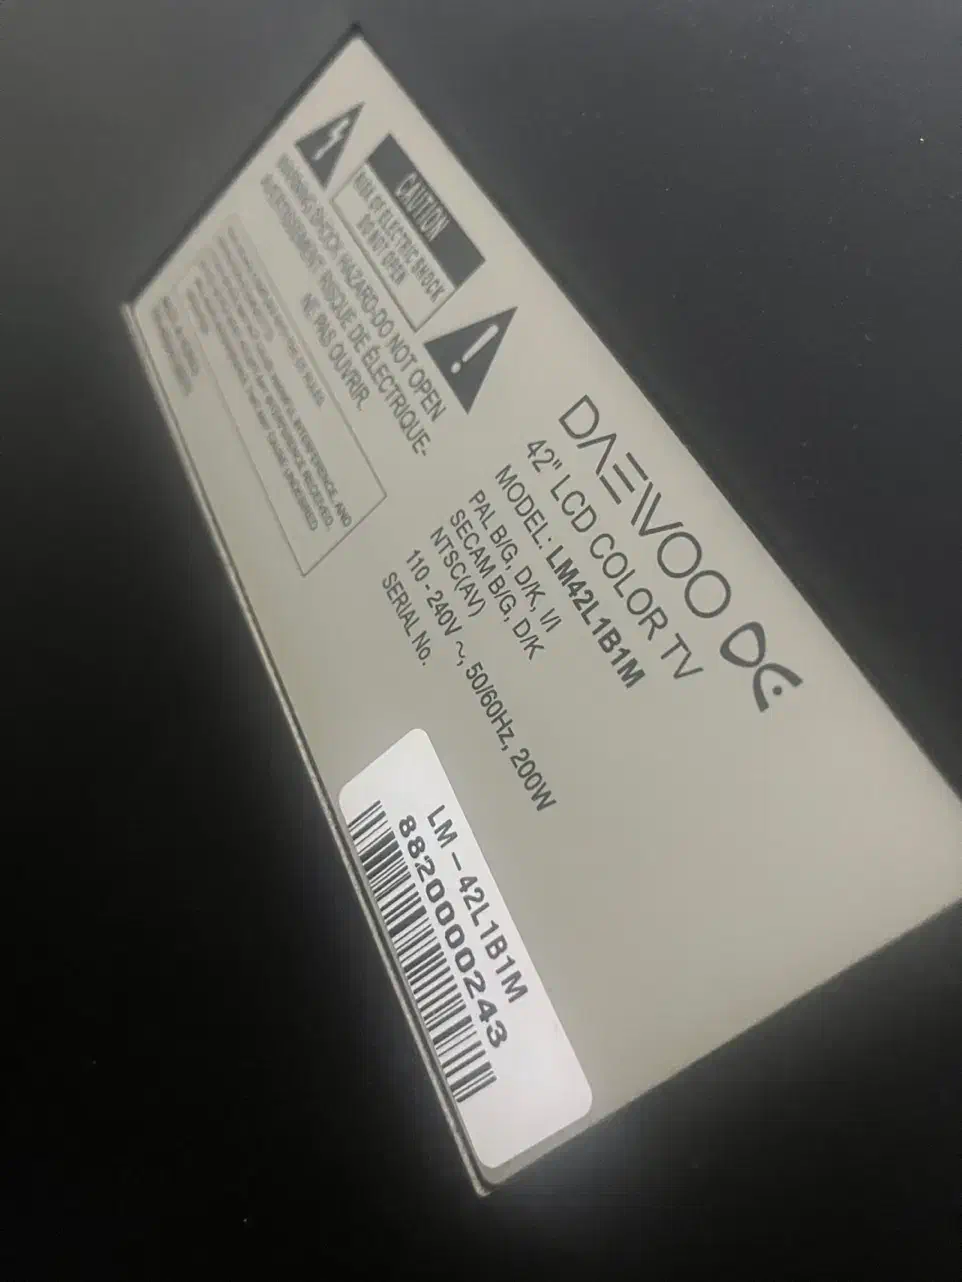 CAUTION
RISK OF ELECTRIC SHOCK
DO NOT OPEN
WARNING SHOCK HAZARD-DO NOT OPEN
AVERTISSEMENT RISQUE DE ÉLECTRIQUE-
NE PAS OUVRIR.
DAEWOO DE
42" LCD COLOR TV
MODEL: LM42L1B1M
PAL B/G, D/K, I/I
SECAM B/G, D/K
NTSC(AV)
110 - 240V ~, 50/60Hz, 200W
SERIAL No.
LM - 42L1B1M
8820000243